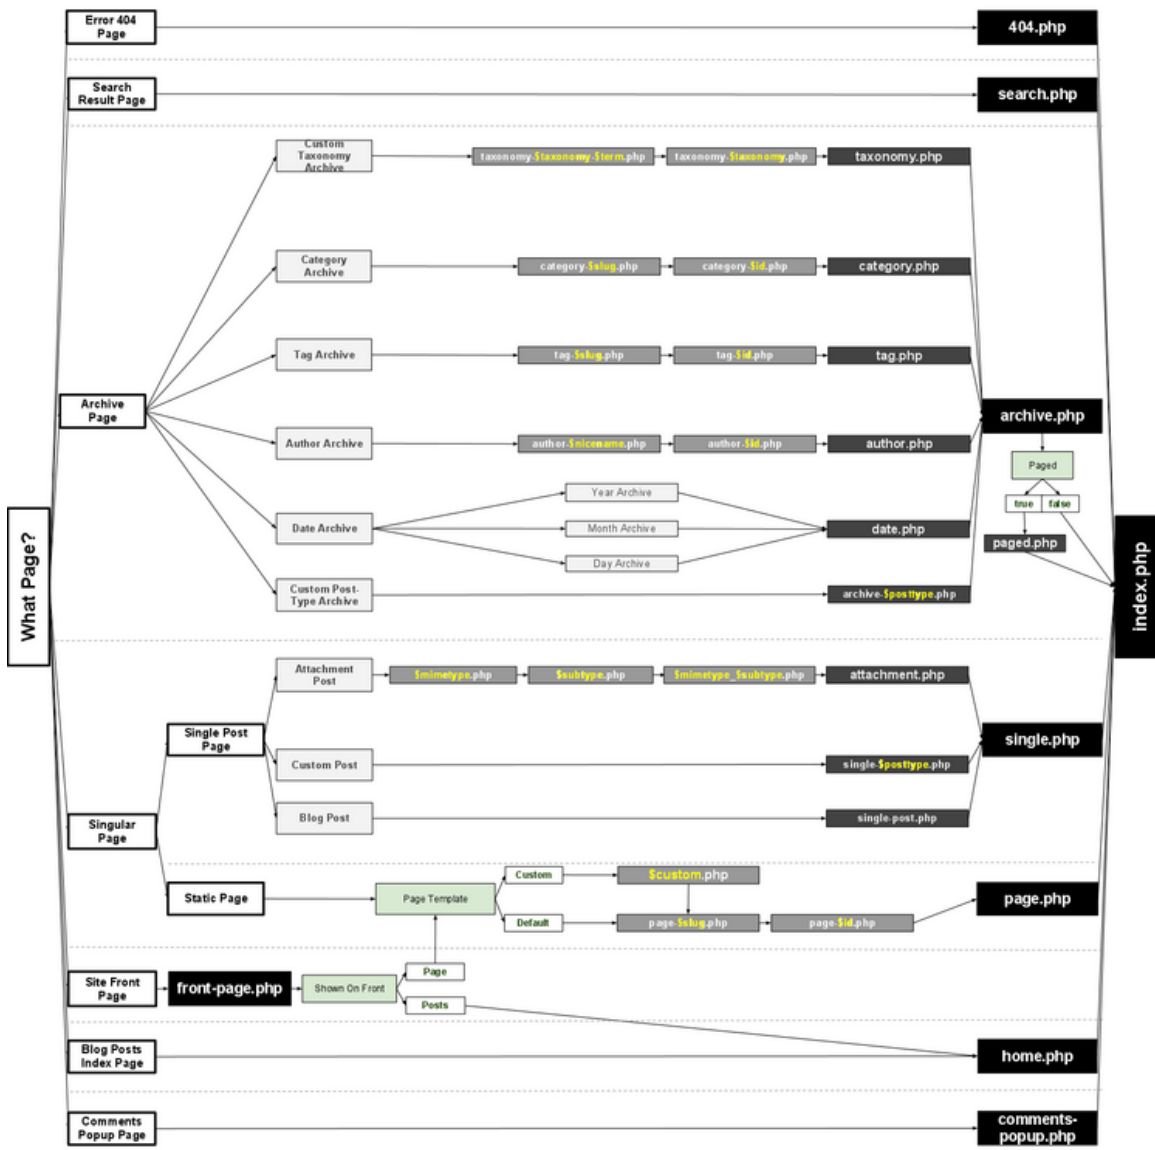 Error 404
Page
404.php
Search
Result Page
search.php
Custom
Taxonomy
Archive
taxonomy-$taxonomy-$term.php
taxonomy-$taxonomy.php
taxonomy.php
Category
Archive
category-$slug.php
category-$id.php
category.php
Tag Archive
tag-$slug.php
tag-$id.php
tag.php
Archive
Page
archive.php
Author Archive
author-$nicename.php
author-$id.php
author.php
Paged
true
false
paged.php
Year Archive
Date Archive
Month Archive
date.php
Day Archive
Custom Post-
Type Archive
archive-$posttype.php
What Page?
index.php
Attachment
Post
$mimetype.php
$subtype.php
$mimetype_$subtype.php
attachment.php
Single Post
Page
single.php
Custom Post
single-$posttype.php
Blog Post
single-post.php
Singular
Page
Static Page
Page Template
Custom
$custom.php
Default
page-$slug.php
page-$id.php
page.php
Site Front
Page
front-page.php
Shown On Front
Page
Posts
Blog Posts
Index Page
home.php
Comments
Popup Page
comments-
popup.php